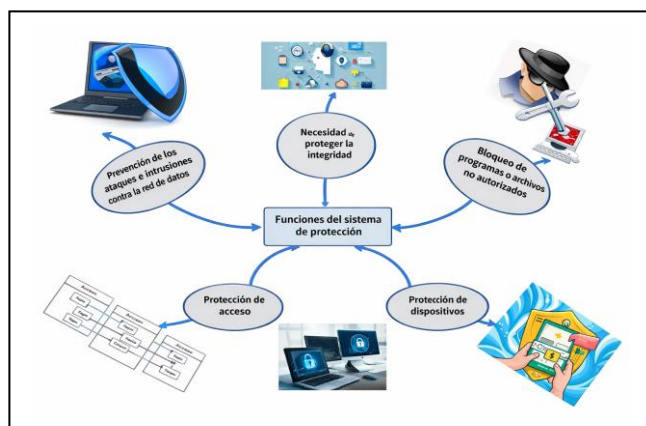 Necesidad de
proteger la
integridad
Prevención de los
ataques e intrusiones
contra la red de datos
Bloqueo de
programas o archivos
no autorizados
Funciones del sistema
de protección
Protección de
acceso
Protección de
dispositivos